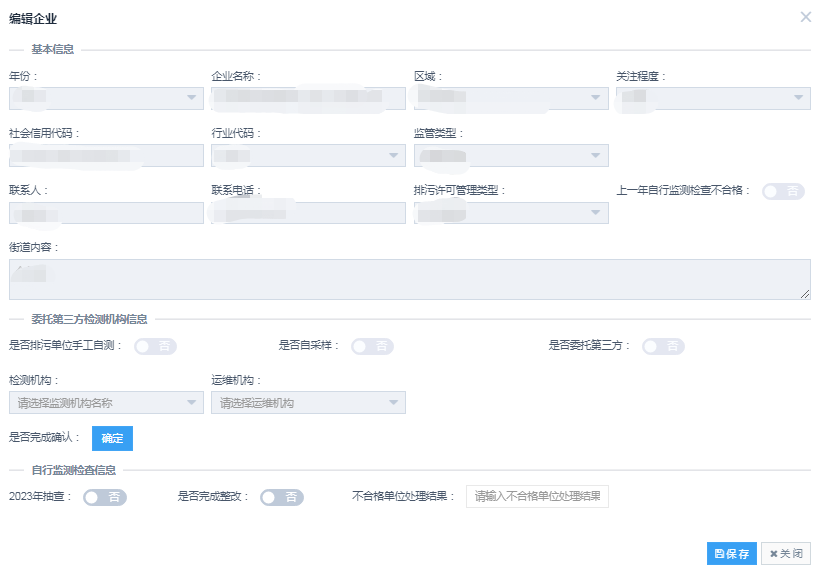 编辑企业
基本信息
年份： 企业名称： 区域： 关注程度：
社会信用代码： 行业代码： 监管类型：
联系人： 联系电话： 排污许可管理类型： 上一年自行监测检查不合格： 否
街道内容：
委托第三方检测机构信息
是否排污单位手工自测： 否 是否自采样： 否 是否委托第三方： 否
检测机构： 运维机构：
请选择监测机构名称 请选择运维机构
是否完成确认： 确定
自行监测检查信息
2023年抽查： 否 是否完成整改： 否 不合格单位处理结果： 请输入不合格单位处理结果
保存 关闭